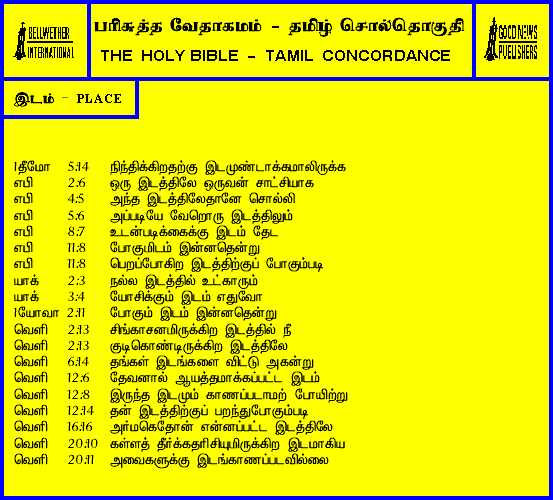 BELLWETHER
INTERNATIONAL
பரிசுத்த வேதாகமம் - தமிழ் சொல்தொகுதி
THE HOLY BIBLE - TAMIL CONCORDANCE
GOOD NEWS
PUBLISHERS
இடம் - PLACE
1தீமோ 5:14 நிந்திக்கிறதற்கு இடமுண்டாக்கமாலிருக்க
எபி 2:6 ஒரு இடத்திலே ஒருவன் சாட்சியாக
எபி 4:5 அந்த இடத்திலேதானே சொல்லி
எபி 5:6 அப்படியே வேறொரு இடத்திலும்
எபி 8:7 உடன்படிக்கைக்கு இடம் தேட
எபி 11:8 போகுமிடம் இன்னதென்று
எபி 11:8 பெறப்போகிற இடத்திற்குப் போகும்படி
யாக் 2:3 நல்ல இடத்தில் உட்காரும்
யாக் 3:4 யோசிக்கும் இடம் எதுவோ
1யோவா 2:11 போகும் இடம் இன்னதென்று
வெளி 2:13 சிங்காசனமிருக்கிற இடத்தில் நீ
வெளி 2:13 குடிகொண்டிருக்கிற இடத்திலே
வெளி 6:14 தங்கள் இடங்களை விட்டு அகன்று
வெளி 12:6 தேவனால் ஆயத்தமாக்கப்பட்ட இடம்
வெளி 12:8 இருந்த இடமும் காணப்படாமற் போயிற்று
வெளி 12:14 தன் இடத்திற்குப் பறந்துபோகும்படி
வெளி 16:16 அர்மகெதோன் என்னப்பட்ட இடத்திலே
வெளி 20:10 கள்ளத் தீர்க்கதரிசியுமிருக்கிற இடமாகிய
வெளி 20:11 அவைகளுக்கு இடங்காணப்படவில்லை